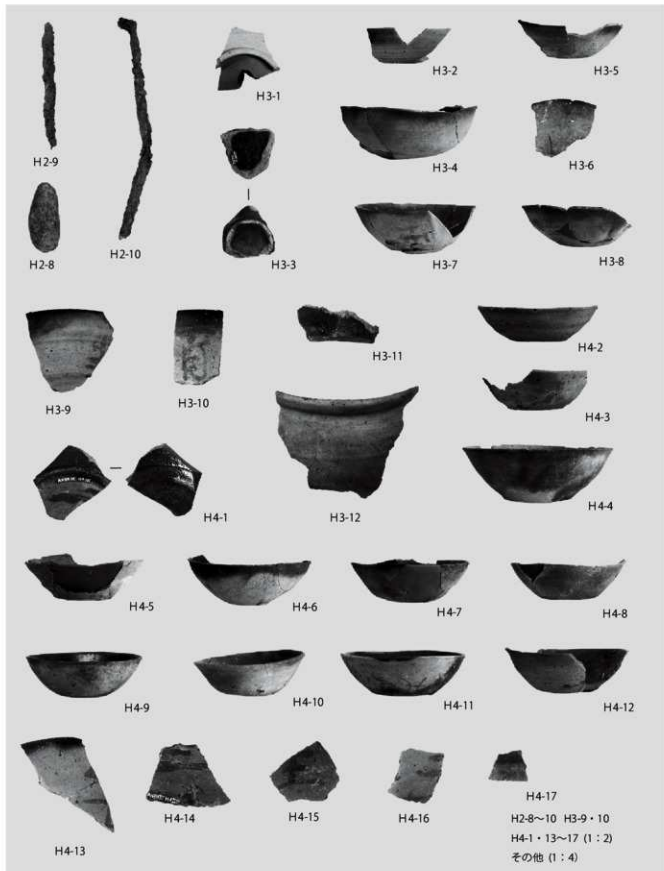 H3-1
H3-2
H3-5
H2-9
H3-4
H3-6
H2-8
H2-10
H3-3
H3-7
H3-8
H3-9
H3-10
H3-11
H4-2
H4-3
H4-1
H3-12
H4-4
H4-5
H4-6
H4-7
H4-8
H4-9
H4-10
H4-11
H4-12
H4-13
H4-14
H4-15
H4-16
H4-17
H2-8~10 H3-9・10
H4-1・13~17 (1:2)
その他 (1:4)